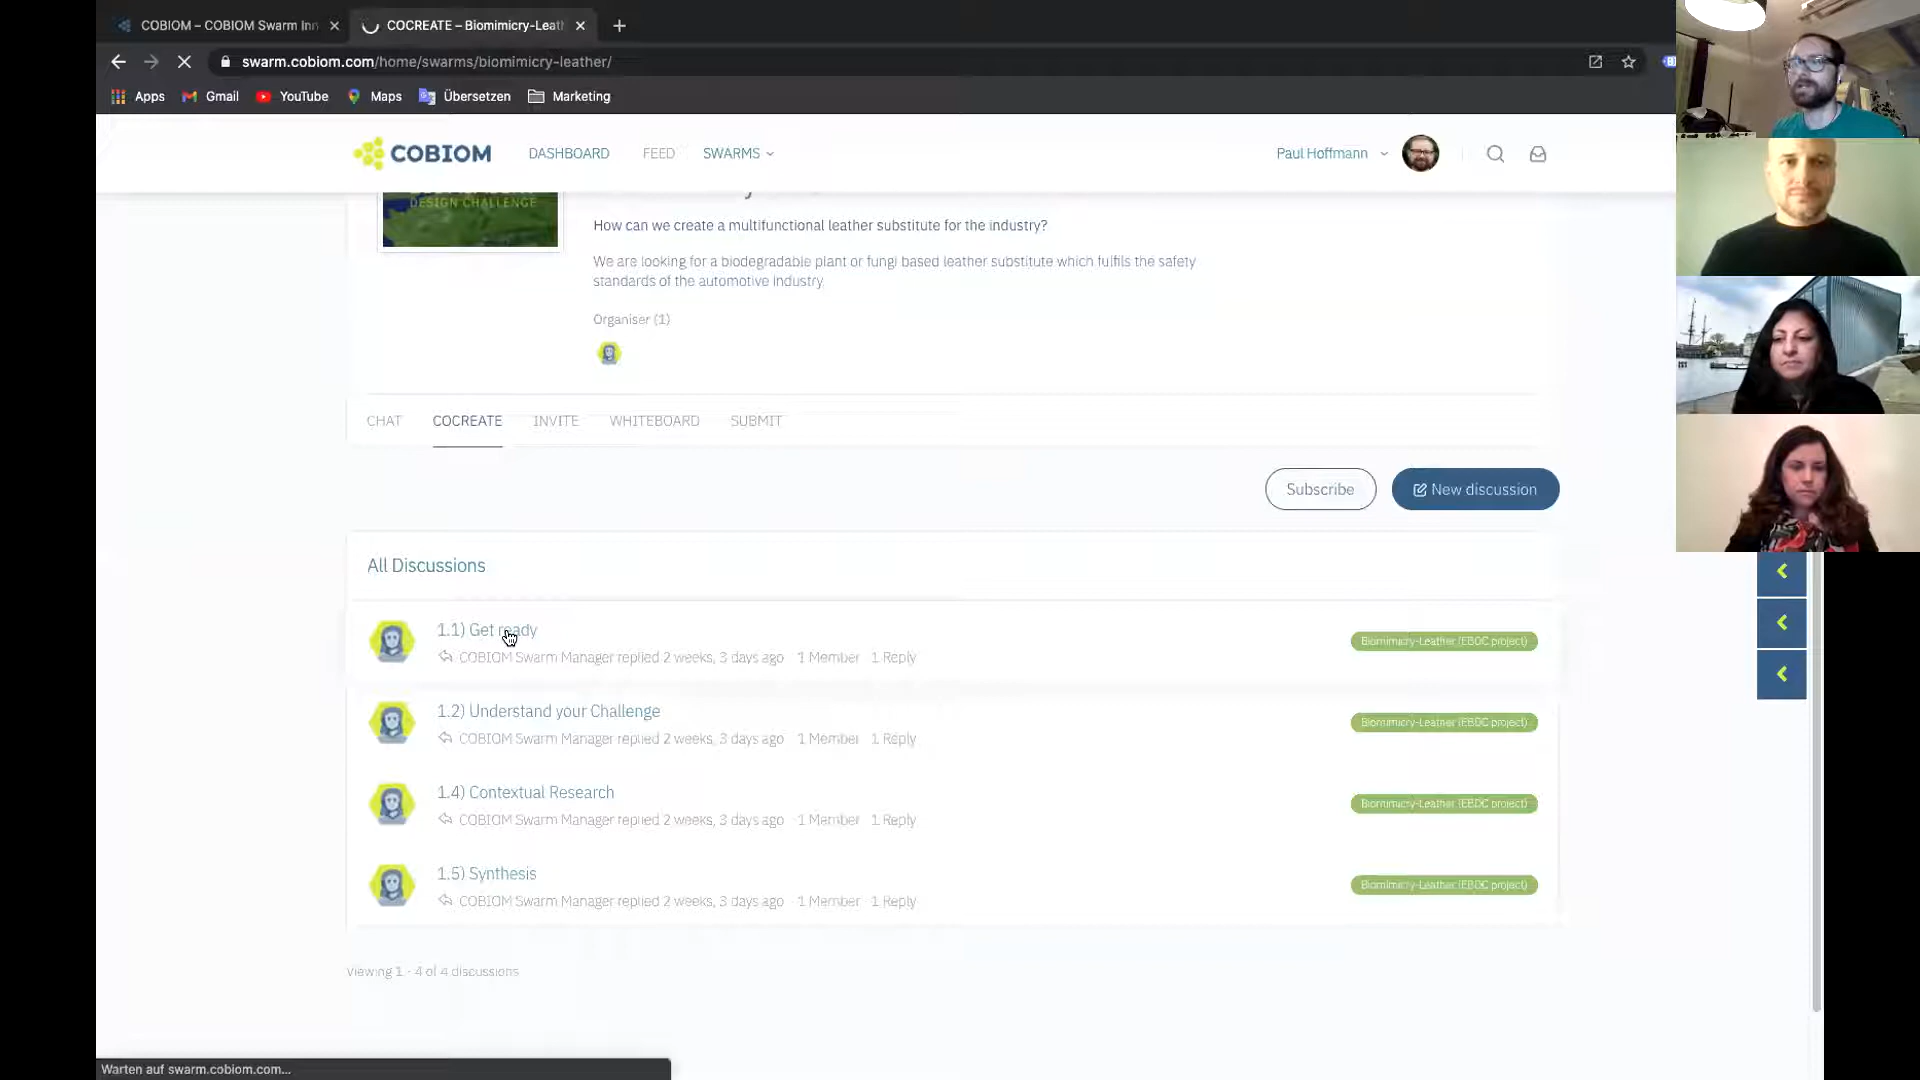 COBIOM – COBIOM Swarm Inn
COCREATE – Biomimicry-Leath
swarm.cobiom.com/home/swarms/biomimicry-leather/
Apps
Gmail
YouTube
Maps
Übersetzen
Marketing
COBIOM
DASHBOARD
FEED
SWARMS
Paul Hoffmann
DESIGN CHALLENGE
How can we create a multifunctional leather substitute for the industry?
We are looking for a biodegradable plant or fungi based leather substitute which fulfils the safety
standards of the automotive industry.
Organiser (1)
CHAT
COCREATE
INVITE
WHITEBOARD
SUBMIT
Subscribe
New discussion
All Discussions
1.1) Get ready
COBIOM Swarm Manager replied 2 weeks, 3 days ago 1 Member 1 Reply
Biomimicry-Leather (EBDC project)
1.2) Understand your Challenge
COBIOM Swarm Manager replied 2 weeks, 3 days ago 1 Member 1 Reply
Biomimicry-Leather (EBDC project)
1.4) Contextual Research
COBIOM Swarm Manager replied 2 weeks, 3 days ago 1 Member 1 Reply
Biomimicry-Leather (EBDC project)
1.5) Synthesis
COBIOM Swarm Manager replied 2 weeks, 3 days ago 1 Member 1 Reply
Biomimicry-Leather (EBDC project)
Viewing 1 - 4 of 4 discussions
Warten auf swarm.cobiom.com...